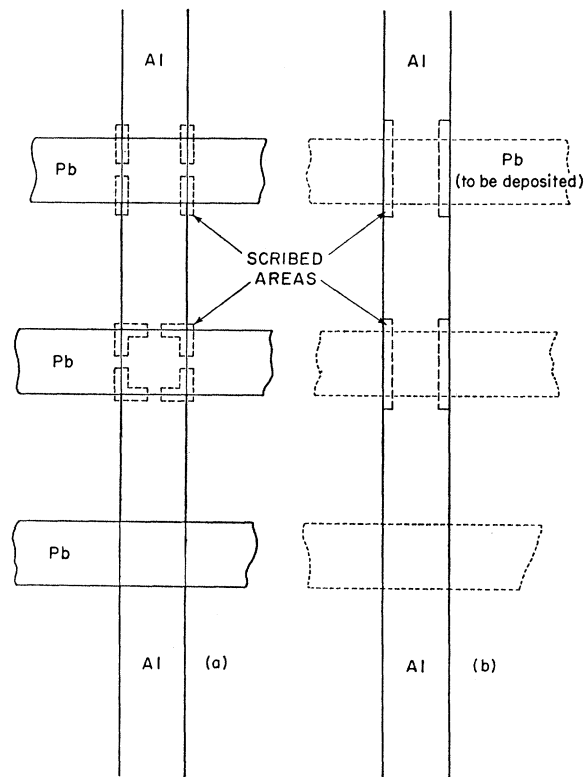 Al
Al
Pb
Pb
(to be deposited)
SCRIBED
AREAS
Pb
Pb
Al
(a)
Al
(b)